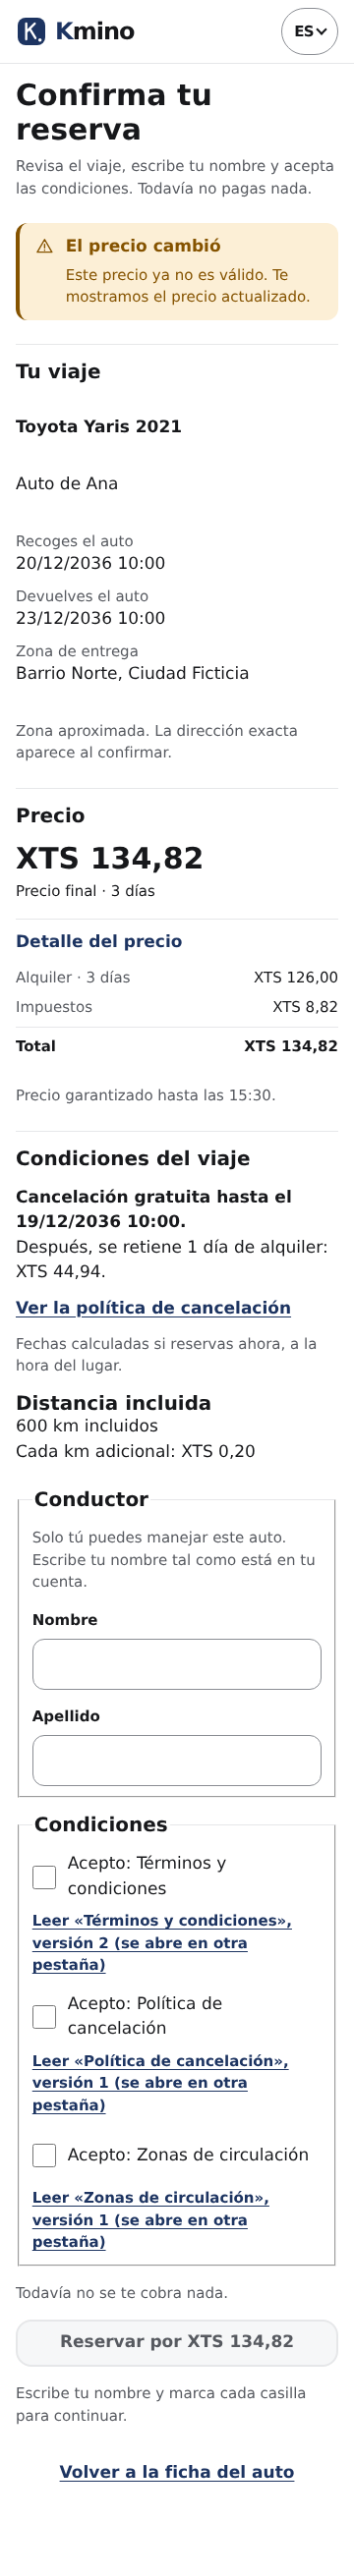 Kmino
ES
Confirma tu
reserva
Revisa el viaje, escribe tu nombre y acepta
las condiciones. Todavía no pagas nada.
El precio cambió
Este precio ya no es válido. Te
mostramos el precio actualizado.
Tu viaje
Toyota Yaris 2021
Auto de Ana
Recoges el auto
20/12/2036 10:00
Devuelves el auto
23/12/2036 10:00
Zona de entrega
Barrio Norte, Ciudad Ficticia
Zona aproximada. La dirección exacta
aparece al confirmar.
Precio
XTS 134,82
Precio final · 3 días
Detalle del precio
Alquiler · 3 días XTS 126,00
Impuestos XTS 8,82
Total XTS 134,82
Precio garantizado hasta las 15:30.
Condiciones del viaje
Cancelación gratuita hasta el
19/12/2036 10:00.
Después, se retiene 1 día de alquiler:
XTS 44,94.
Ver la política de cancelación
Fechas calculadas si reservas ahora, a la
hora del lugar.
Distancia incluida
600 km incluidos
Cada km adicional: XTS 0,20
Conductor
Solo tú puedes manejar este auto.
Escribe tu nombre tal como está en tu
cuenta.
Nombre
Apellido
Condiciones
Acepto: Términos y
condiciones
Leer «Términos y condiciones»,
versión 2 (se abre en otra
pestaña)
Acepto: Política de
cancelación
Leer «Política de cancelación»,
versión 1 (se abre en otra
pestaña)
Acepto: Zonas de circulación
Leer «Zonas de circulación»,
versión 1 (se abre en otra
pestaña)
Todavía no se te cobra nada.
Reservar por XTS 134,82
Escribe tu nombre y marca cada casilla
para continuar.
Volver a la ficha del auto